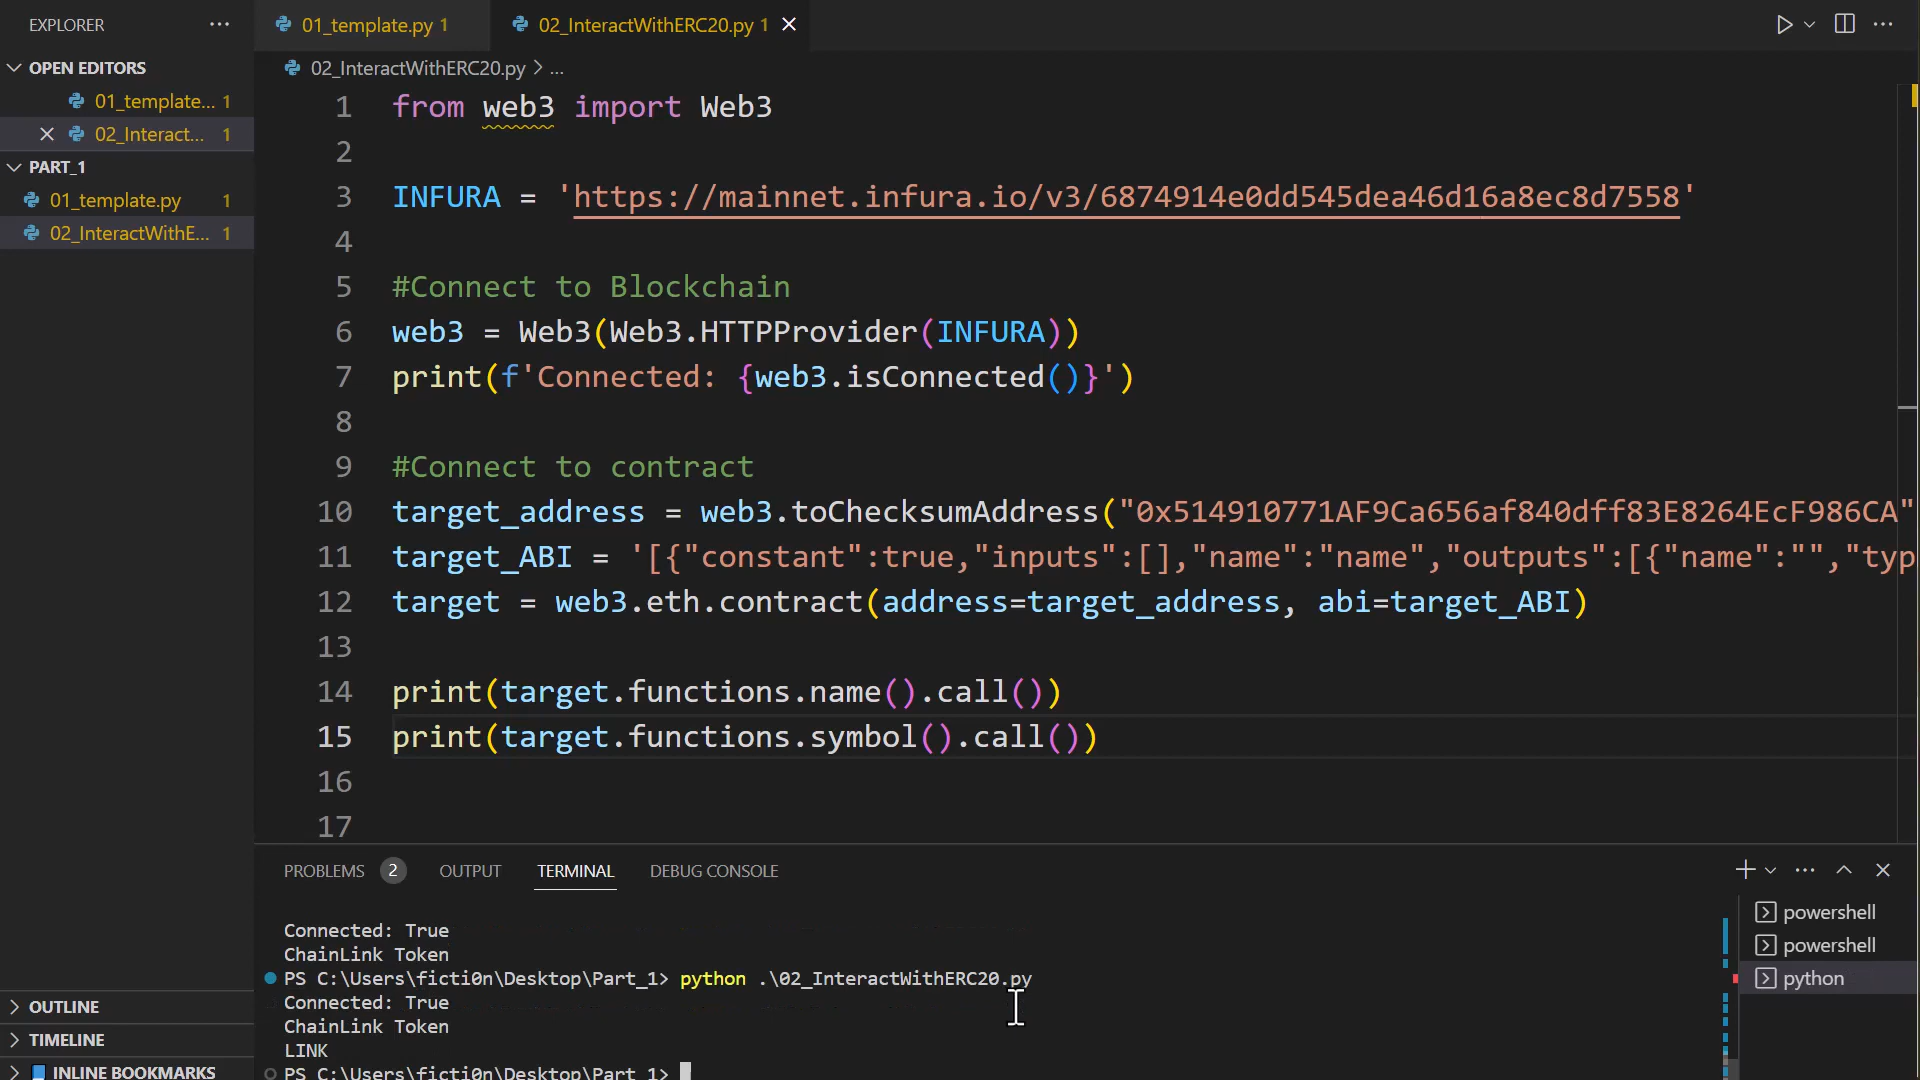 EXPLORER
OPEN EDITORS
01_template... 1
02_Interact... 1
PART_1
01_template.py 1
02_InteractWithE... 1
OUTLINE
TIMELINE
INLINE BOOKMARKS
01_template.py 1
02_InteractWithERC20.py 1
02_InteractWithERC20.py > ...
1 from web3 import Web3
2
3 INFURA = 'https://mainnet.infura.io/v3/6874914e0dd545dea46d16a8ec8d7558'
4
5 #Connect to Blockchain
6 web3 = Web3(Web3.HTTPProvider(INFURA))
7 print(f'Connected: {web3.isConnected()}')
8
9 #Connect to contract
10 target_address = web3.toChecksumAddress("0x514910771AF9Ca656af840dff83E8264EcF986CA"
11 target_ABI = '[{"constant":true,"inputs":[],"name":"name","outputs":[{"name":"","typ
12 target = web3.eth.contract(address=target_address, abi=target_ABI)
13
14 print(target.functions.name().call())
15 print(target.functions.symbol().call())
16
17
PROBLEMS 2 OUTPUT TERMINAL DEBUG CONSOLE
Connected: True
ChainLink Token
PS C:\Users\ficti0n\Desktop\Part_1> python .\02_InteractWithERC20.py
Connected: True
ChainLink Token
LINK
PS C:\Users\ficti0n\Desktop\Part_1>
powershell
powershell
python